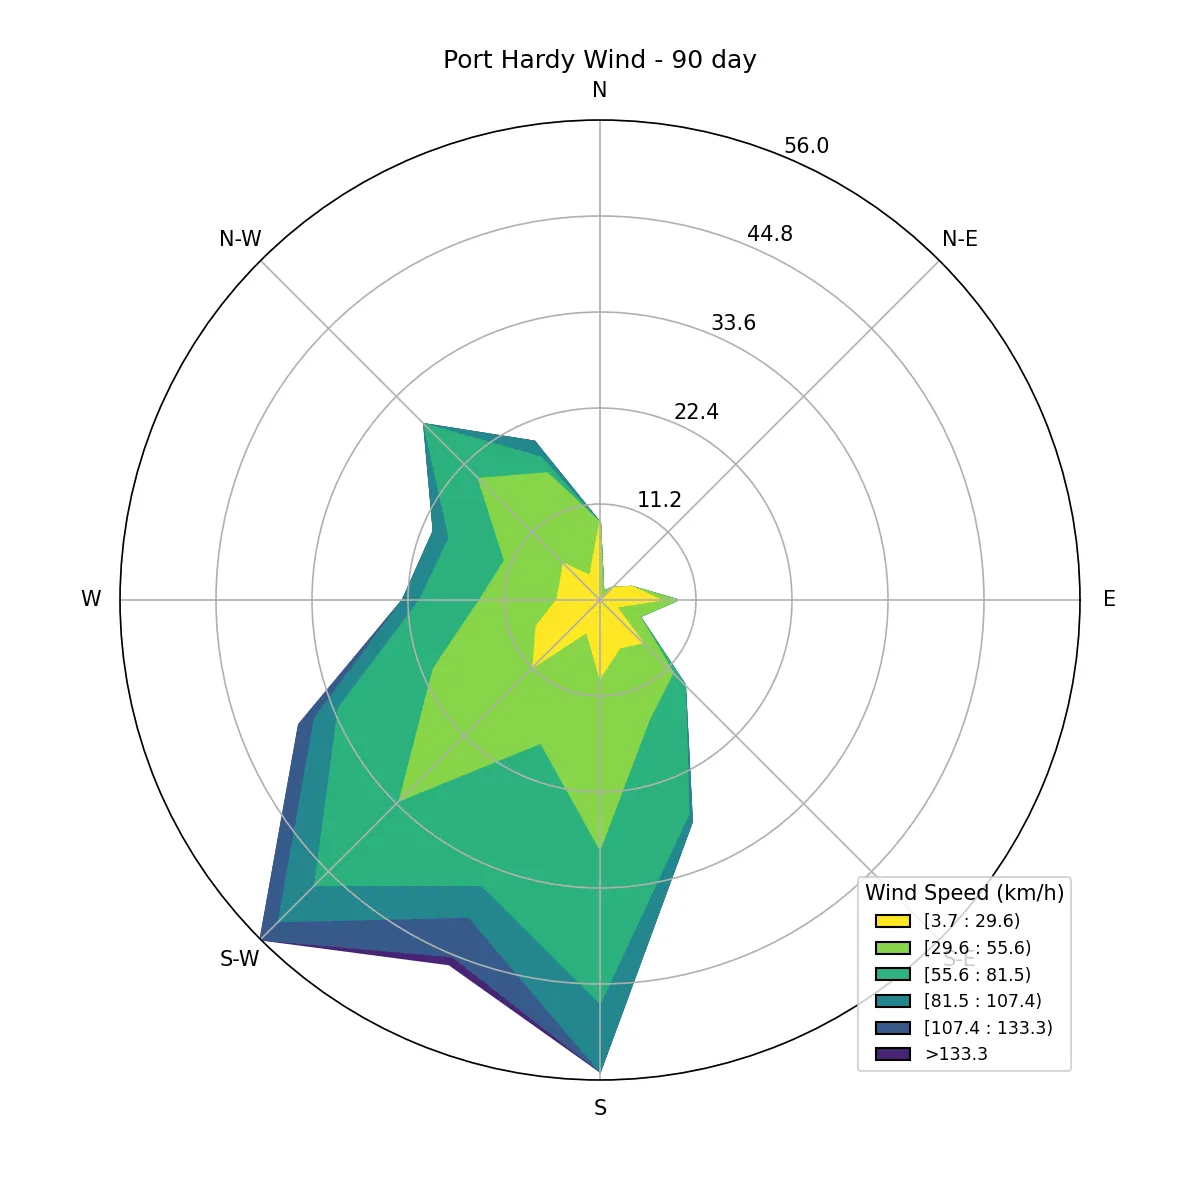 Port Hardy Wind - 90 day
N
56.0
44.8
N-W
N-E
33.6
22.4
11.2
W
E
Wind Speed (km/h)
[3.7 : 29.6)
[29.6 : 55.6)
S-W
S-E
[55.6 : 81.5)
[81.5 : 107.4)
[107.4 : 133.3)
>133.3
S